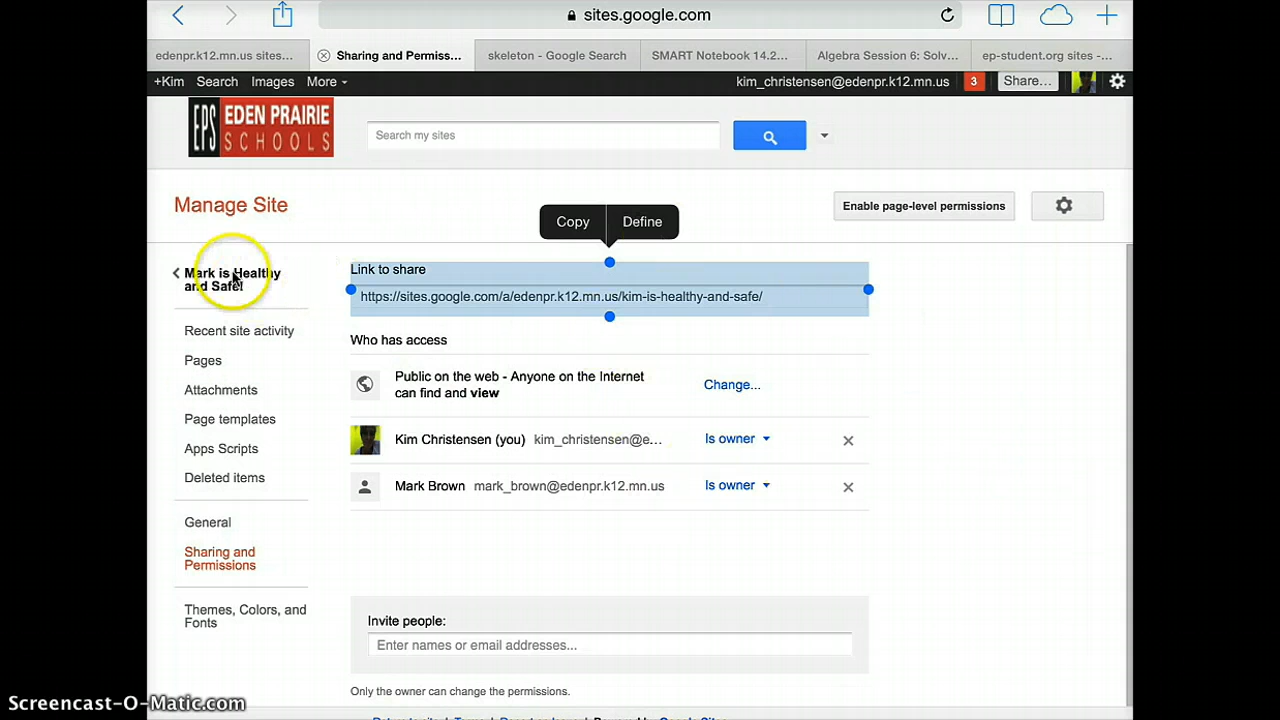 sites.google.com
edenpr.k12.mn.us sites...
Sharing and Permiss...
skeleton - Google Search
SMART Notebook 14.2...
Algebra Session 6: Solv...
ep-student.org sites -...
+Kim Search Images More
kim_christensen@edenpr.k12.mn.us 3 Share...
EPS EDEN PRAIRIE
SCHOOLS
Search my sites
Manage Site
Enable page-level permissions
Copy Define
Mark is Healthy
and Safe!
Recent site activity
Pages
Attachments
Page templates
Apps Scripts
Deleted items
General
Sharing and
Permissions
Themes, Colors, and
Fonts
Link to share
https://sites.google.com/a/edenpr.k12.mn.us/kim-is-healthy-and-safe/
Who has access
Public on the web - Anyone on the Internet
can find and view
Change...
Kim Christensen (you) kim_christensen@e... Is owner
Mark Brown mark_brown@edenpr.k12.mn.us Is owner
Invite people:
Enter names or email addresses...
Only the owner can change the permissions.
Screencast-O-Matic.com